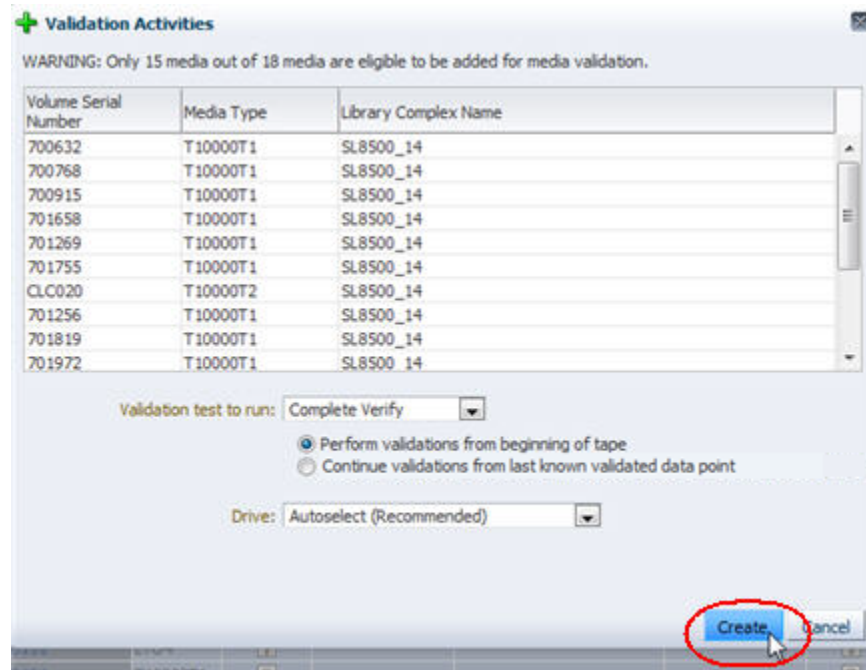 Validation Activities
WARNING: Only 15 media out of 18 media are eligible to be added for media validation.
Volume Serial Number Media Type Library Complex Name
700632 T10000T1 SL8500_14
700768 T10000T1 SL8500_14
700915 T10000T1 SL8500_14
701658 T10000T1 SL8500_14
701269 T10000T1 SL8500_14
701755 T10000T1 SL8500_14
CLC020 T10000T2 SL8500_14
701256 T10000T1 SL8500_14
701819 T10000T1 SL8500_14
701972 T10000T1 SL8500_14
Validation test to run: Complete Verify
Perform validations from beginning of tape
Continue validations from last known validated data point
Drive: Autoselect (Recommended)
Create Cancel